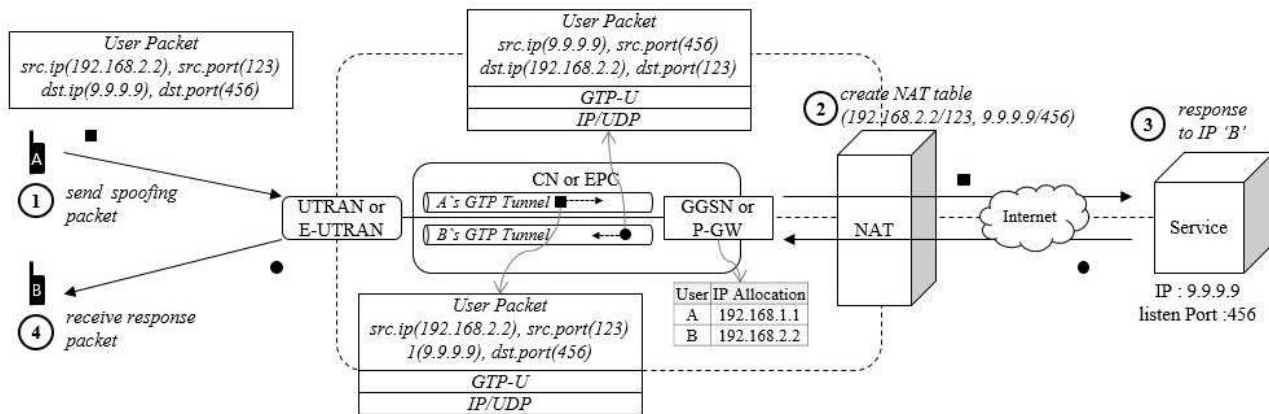 User Packet
src.ip(192.168.2.2), src.port(123)
dst.ip(9.9.9.9), dst.port(456)
User Packet
src.ip(9.9.9.9), src.port(456)
dst.ip(192.168.2.2), dst.port(123)
GTP-U
IP/UDP
2
create NAT table
(192.168.2.2/123, 9.9.9.9/456)
3
response
to IP ‘B’
A
1
send spoofing
packet
UTRAN or
E-UTRAN
CN or EPC
A`s GTP Tunnel
B`s GTP Tunnel
GGSN or
P-GW
NAT
Internet
Service
B
4
receive response
packet
User Packet
src.ip(192.168.2.2), src.port(123)
1(9.9.9.9), dst.port(456)
GTP-U
IP/UDP
User IP Allocation
A 192.168.1.1
B 192.168.2.2
IP : 9.9.9.9
listen Port :456